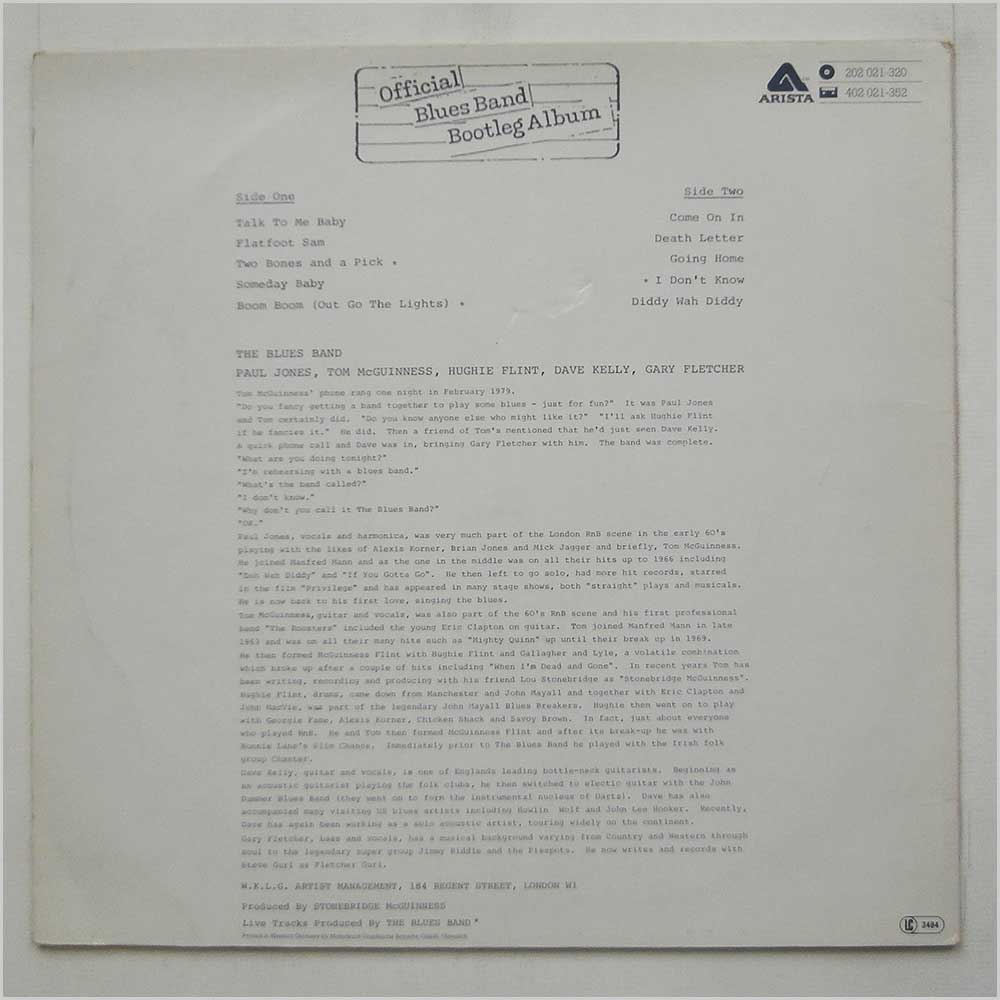 Official
Blues Band
Bootleg Album
ARISTA
202 021-320
402 021-352
Side One
Talk To Me Baby
Flatfoot Sam
Two Bones and a Pick *
Someday Baby
Boom Boom (Out Go The Lights) *
Side Two
Come On In
Death Letter
Going Home
* I Don't Know
Diddy Wah Diddy
THE BLUES BAND
PAUL JONES, TOM McGUINNESS, HUGHIE FLINT, DAVE KELLY, GARY FLETCHER
Tom McGuinness' phone rang one night in February 1979.
"Do you fancy getting a band together to play some blues - just for fun?" It was Paul Jones
and Tom certainly did. "Do you know anyone else who might like it?" "I'll ask Hughie Flint
if he fancies it." He did. Then a friend of Tom's mentioned that he'd just seen Dave Kelly.
A quick phone call and Dave was in, bringing Gary Fletcher with him. The band was complete.
"What are you doing tonight?"
"I'm rehearsing with a blues band."
"What's the band called?"
"I don't know."
"Why don't you call it The Blues Band?"
"OK."
Paul Jones, vocals and harmonica, was very much part of the London RnB scene in the early 60's
playing with the likes of Alexis Korner, Brian Jones and Mick Jagger and briefly, Tom McGuinness.
He joined Manfred Mann and as the one in the middle was on all their hits up to 1966 including
"Doh Wah Diddy" and "If You Gotta Go". He then left to go solo, had more hit records, starred
in the film "Privilege" and has appeared in many stage shows, both "straight" plays and musicals.
He is now back to his first love, singing the blues.
Tom McGuinness, guitar and vocals, was also part of the 60's RnB scene and his first professional
band "The Roosters" included the young Eric Clapton on guitar. Tom joined Manfred Mann in late
1963 and was on all their many hits such as "Mighty Quinn" up until their break up in 1969.
He then formed McGuinness Flint with Hughie Flint and Gallagher and Lyle, a volatile combination
which broke up after a couple of hits including "When I'm Dead and Gone". In recent years Tom has
been writing, recording and producing with his friend Lou Stonebridge as "Stonebridge McGuinness".
Hughie Flint, drums, came down from Manchester and John Mayall and together with Eric Clapton and
John MacVie, was part of the legendary John Mayall Blues Breakers. Hughie then went on to play
with Georgie Fame, Alexis Korner, Chicken Shack and Savoy Brown. In fact, just about everyone
who played RnB. He and Tom then formed McGuinness Flint and after its break-up he was with
Ronnie Lane's Slim Chance. Immediately prior to The Blues Band he played with the Irish folk
group Chanter.
Dave Kelly, guitar and vocals, is one of Englands leading bottle-neck guitarists. Beginning as
an acoustic guitarist playing the folk clubs, he then switched to electric guitar with the John
Dummer Blues Band (they went on to form the instrumental nucleus of Darts). Dave has also
accompanied many visiting US blues artists including Howlin Wolf and John Lee Hooker. Recently,
Dave has again been working as a solo acoustic artist, touring widely on the continent.
Gary Fletcher, bass and vocals, has a musical background varying from Country and Western through
soul to the legendary super group Jimmy Riddle and the Pisspots. He now writes and records with
Steve Gurl as Fletcher Gurl.
W.K.L.G. ARTIST MANAGEMENT, 184 REGENT STREET, LONDON W1
Produced By STONEBRIDGE McGUINNESS
Live Tracks Produced By THE BLUES BAND *
LC 3484